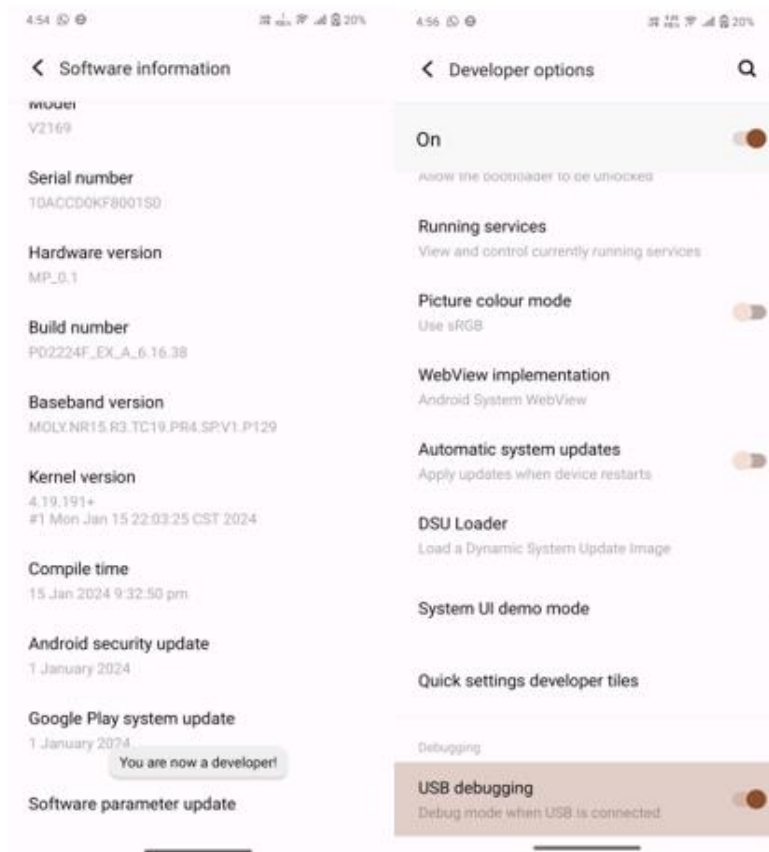 4:54
20%
Software information
Model
V2169
Serial number
10ACCD0KF8001S0
Hardware version
MP_0.1
Build number
PD2224F_EX_A_6.16.38
Baseband version
MOLY.NR15.R3.TC19.PR4.SP.V1.P129
Kernel version
4.19.191+
#1 Mon Jan 15 22:03:25 CST 2024
Compile time
15 Jan 2024 9:32:50 pm
Android security update
1 January 2024
Google Play system update
1 January 2024
You are now a developer!
Software parameter update
4:56
20%
Developer options
On
Allow the bootloader to be unlocked
Running services
View and control currently running services
Picture colour mode
Use sRGB
WebView implementation
Android System WebView
Automatic system updates
Apply updates when device restarts
DSU Loader
Load a Dynamic System Update Image
System UI demo mode
Quick settings developer tiles
Debugging
USB debugging
Debug mode when USB is connected